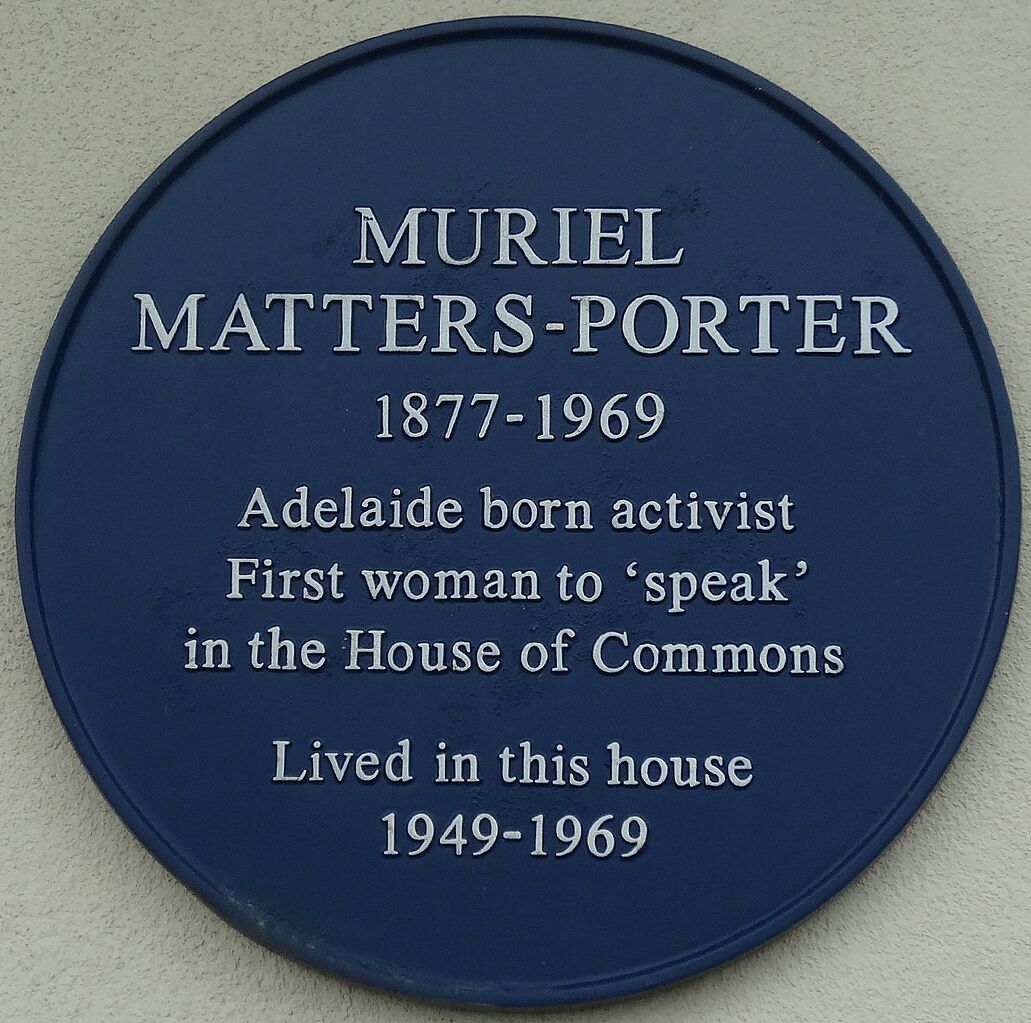 MURIEL
MATTERS-PORTER
1877-1969
Adelaide born activist
First woman to ‘speak’
in the House of Commons
Lived in this house
1949-1969